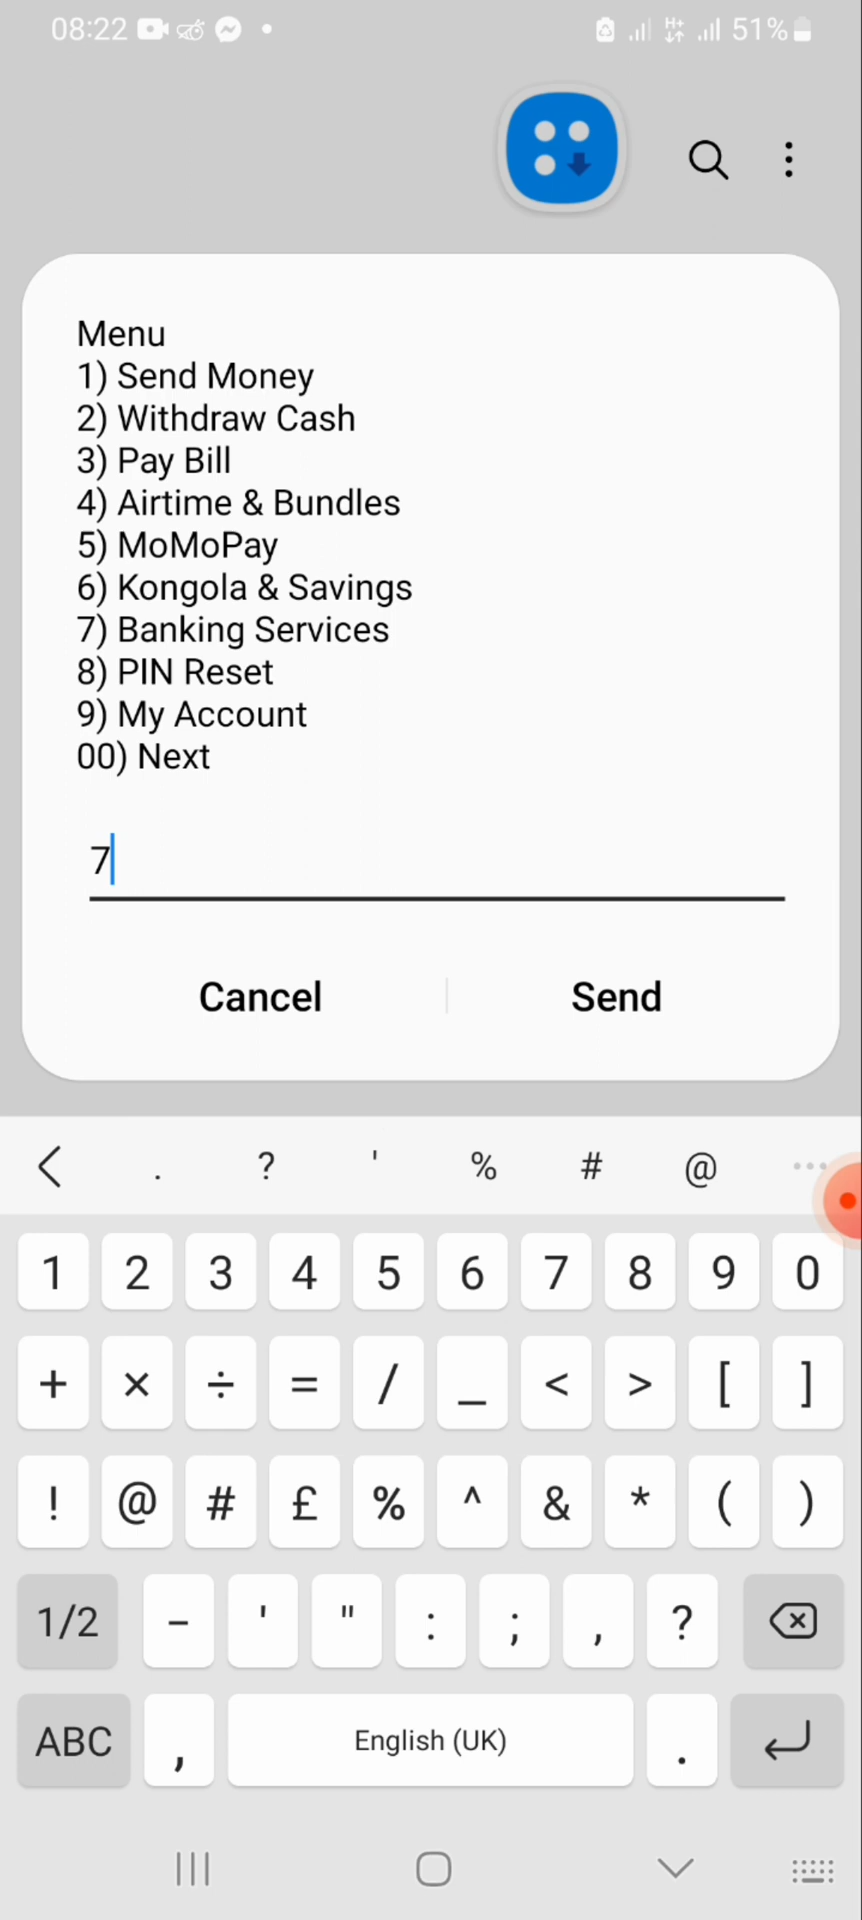 08:22 51%
Menu
1) Send Money
2) Withdraw Cash
3) Pay Bill
4) Airtime & Bundles
5) MoMoPay
6) Kongola & Savings
7) Banking Services
8) PIN Reset
9) My Account
00) Next
7
Cancel Send
. ? ' % # @ ...
1 2 3 4 5 6 7 8 9 0
+ × ÷ = / _ < > [ ]
! @ # £ % ^ & * ( )
1/2 - ' " : ; , ?
ABC , English (UK) .